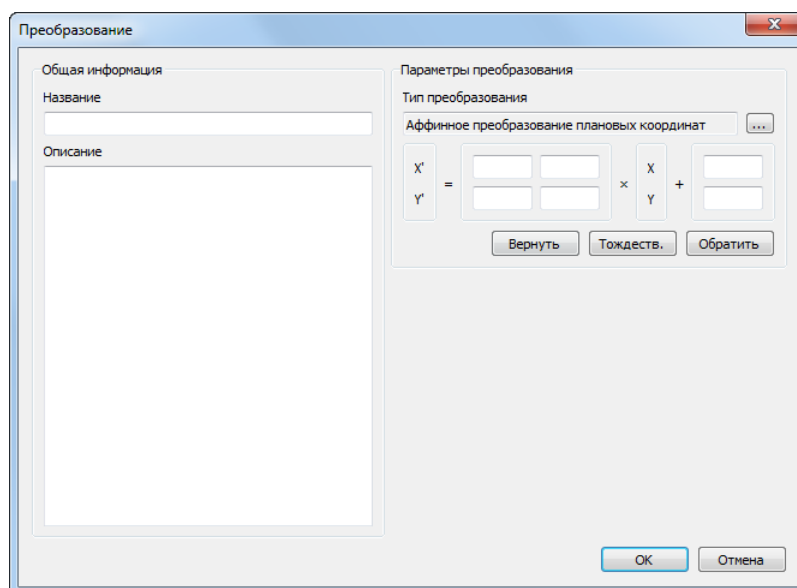 Преобразование
Общая информация
Название
Описание
Параметры преобразования
Тип преобразования
Аффинное преобразование плановых координат
...
X' = × X +
Y' Y
Вернуть Тождеств. Обратить
OK Отмена